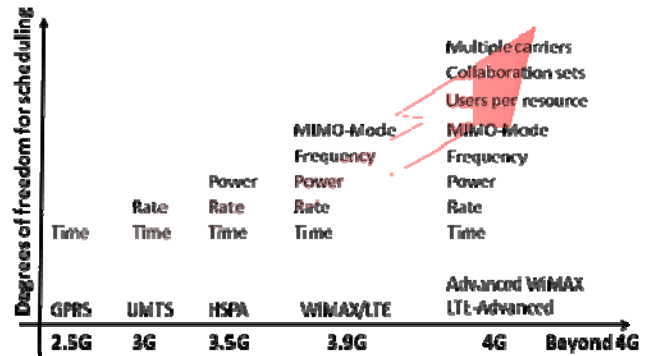 Degrees of freedom for scheduling
Multiple carriers
Collaboration sets
Users per resource
MIMO-Mode MIMO-Mode
Frequency Frequency
Power Power Power
Rate Rate Rate Rate
Time Time Time Time Time
Advanced WiMAX
GPRS UMTS HSPA WiMAX/LTE LTE-Advanced
2.5G 3G 3.5G 3.9G 4G Beyond 4G